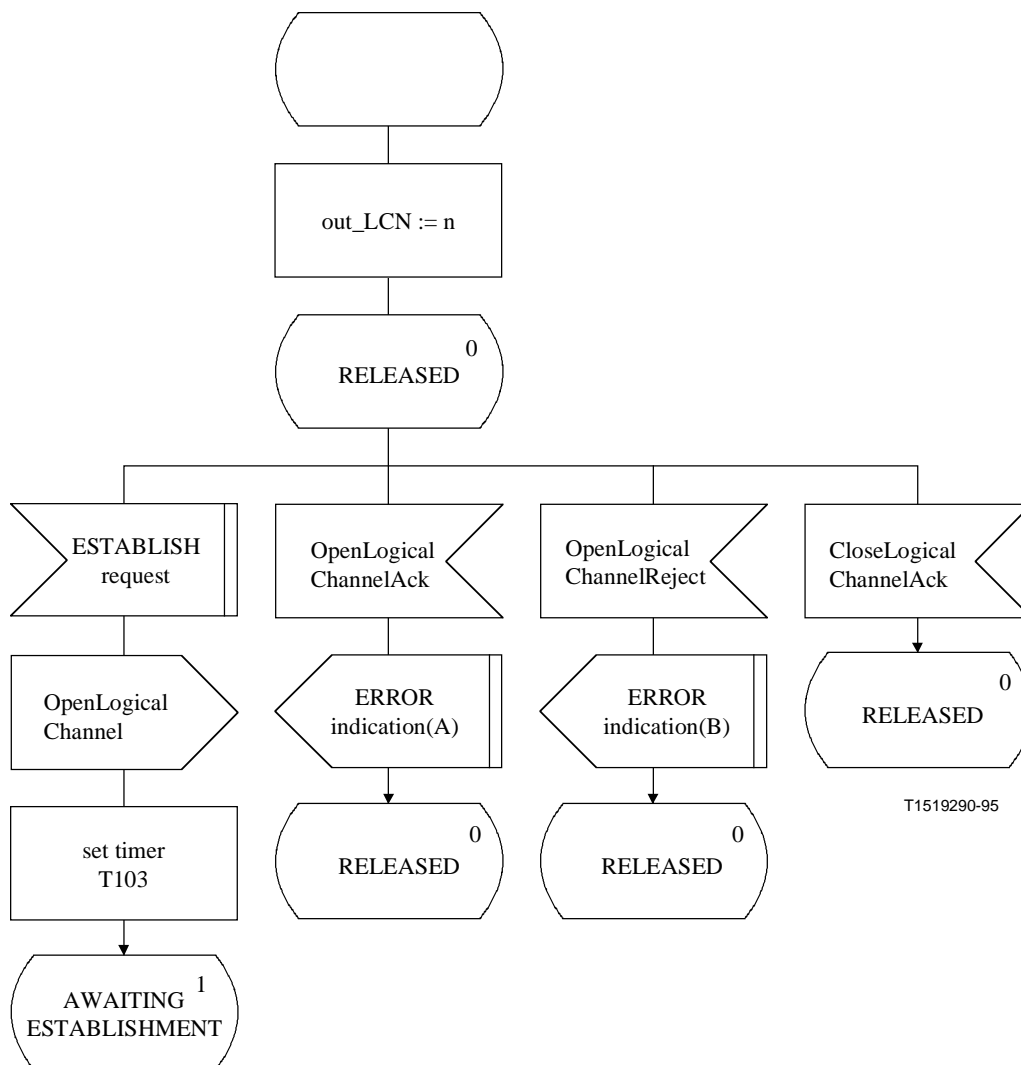 out_LCN := n
0
RELEASED
ESTABLISH
request
OpenLogical
ChannelAck
OpenLogical
ChannelReject
CloseLogical
ChannelAck
OpenLogical
Channel
ERROR
indication(A)
ERROR
indication(B)
0
RELEASED
T1519290-95
set timer
T103
0
RELEASED
0
RELEASED
1
AWAITING
ESTABLISHMENT